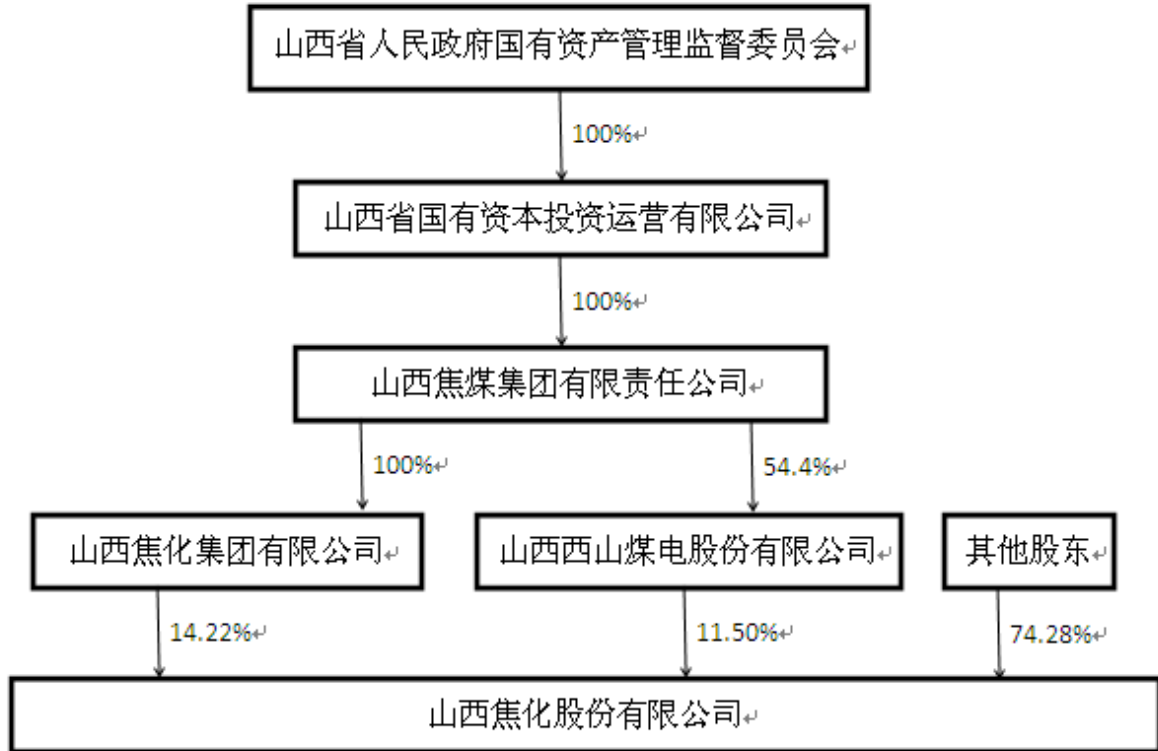 山西省人民政府国有资产管理监督委员会
100%
山西省国有资本投资运营有限公司
100%
山西焦煤集团有限责任公司
100%
54.4%
山西焦化集团有限公司
山西西山煤电股份有限公司
其他股东
14.22%
11.50%
74.28%
山西焦化股份有限公司